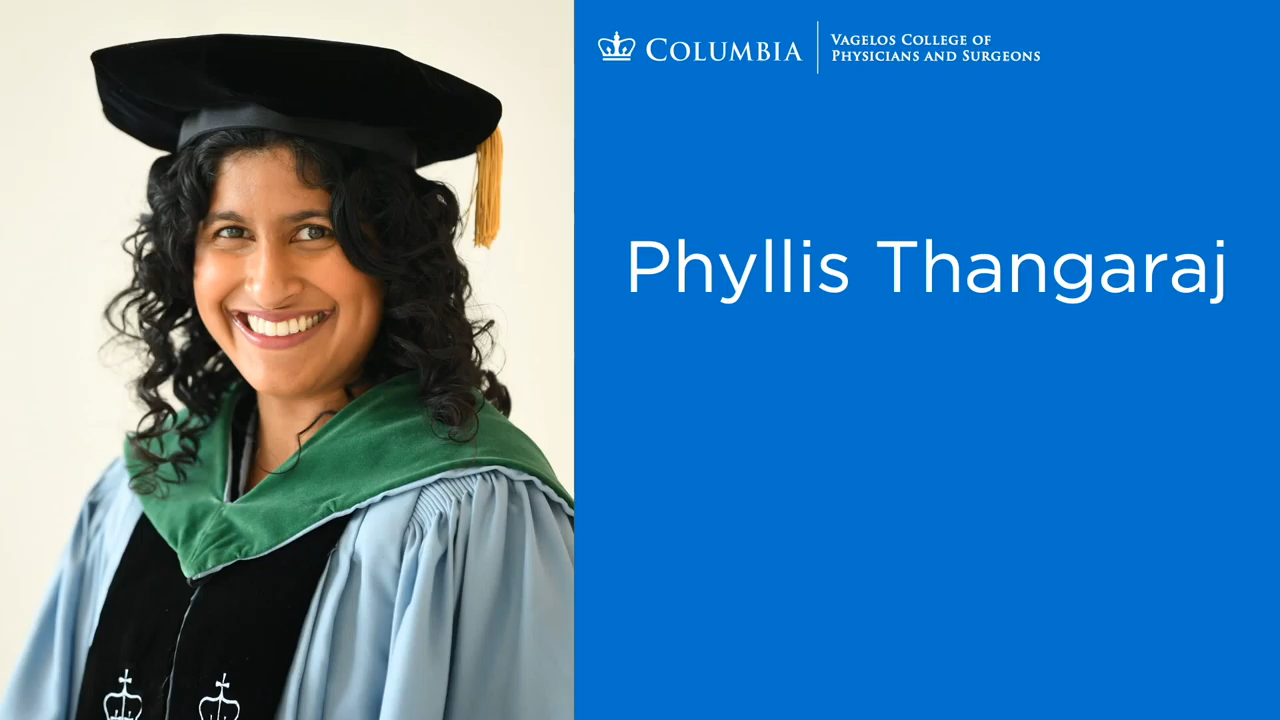 COLUMBIA
VAGELOS COLLEGE OF
PHYSICIANS AND SURGEONS
Phyllis Thangaraj